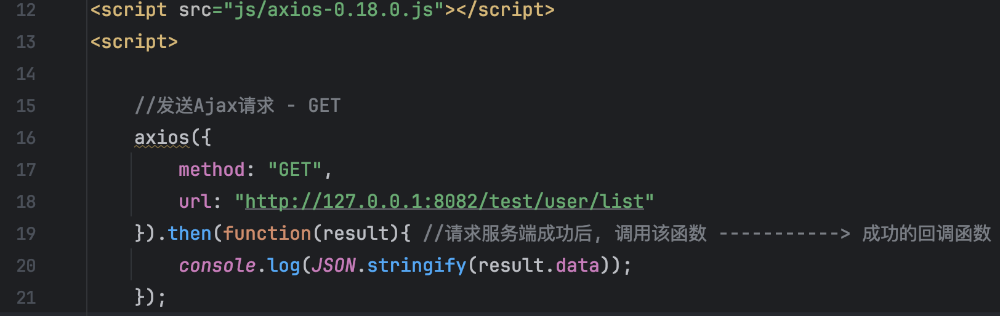 12 <script src="js/axios-0.18.0.js"></script>
13 <script>
14
15 //发送Ajax请求 - GET
16 axios({
17 method: "GET",
18 url: "http://127.0.0.1:8082/test/user/list"
19 }).then(function(result){ //请求服务端成功后, 调用该函数 -----------> 成功的回调函数
20 console.log(JSON.stringify(result.data));
21 });